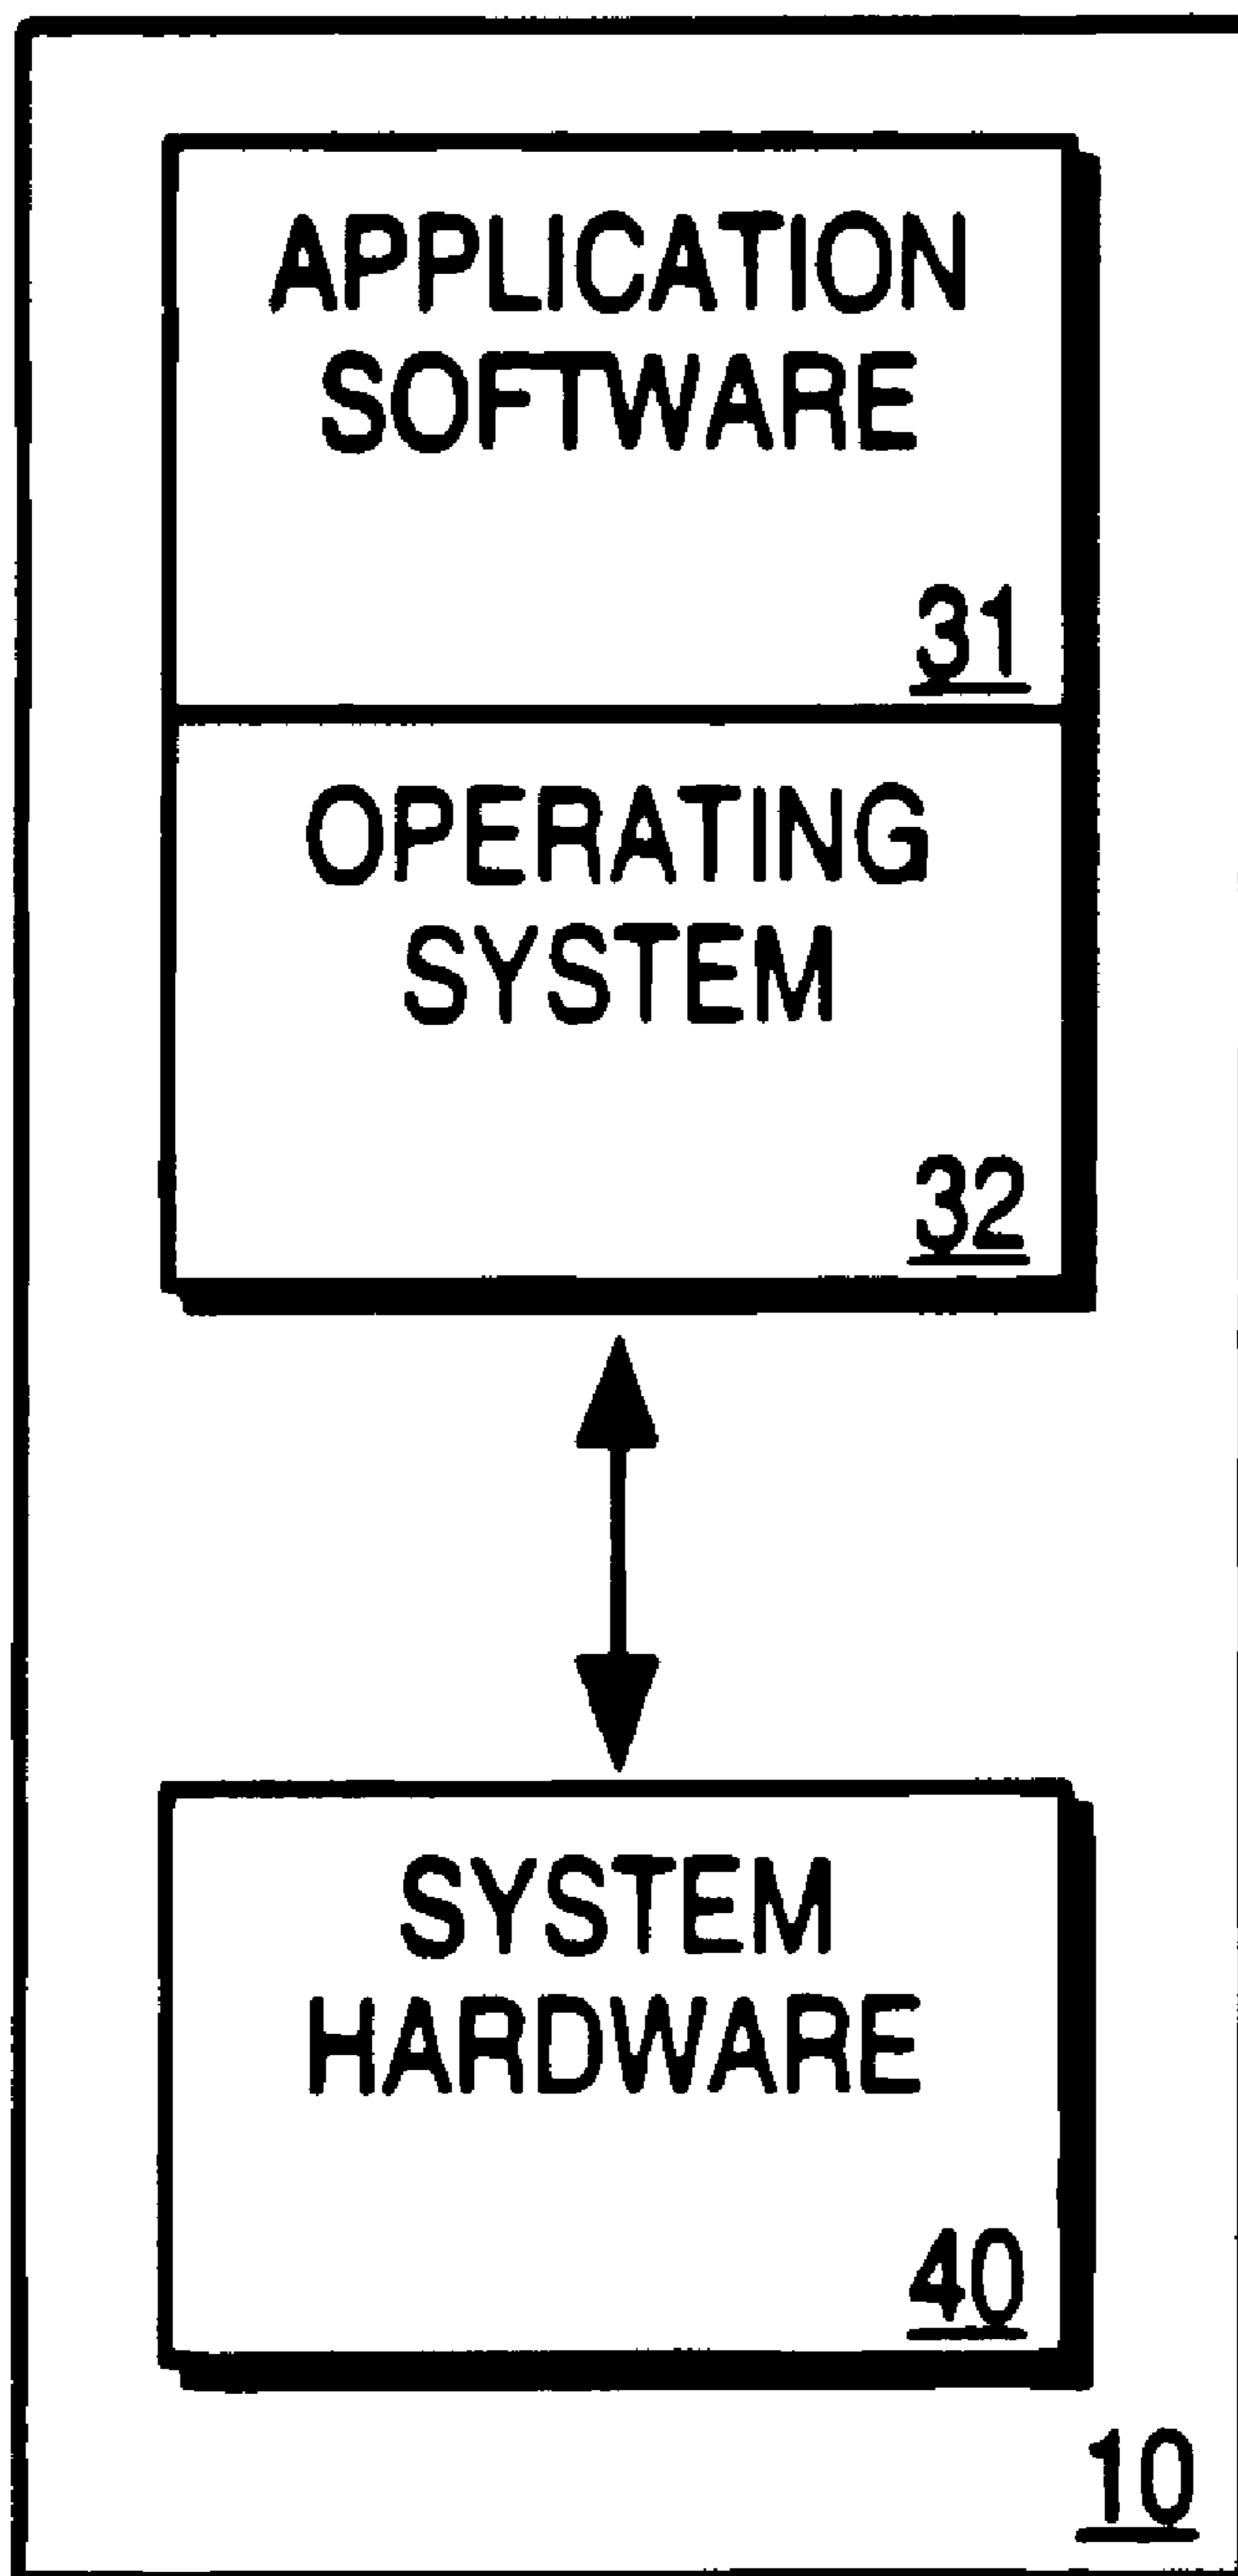 APPLICATION
SOFTWARE
31
OPERATING
SYSTEM
32
SYSTEM
HARDWARE
40
10